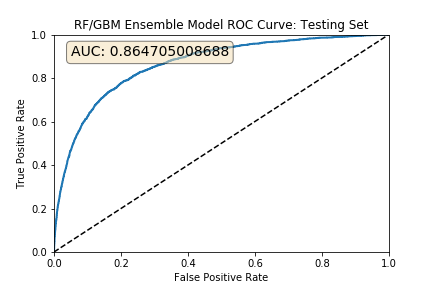 RF/GBM Ensemble Model ROC Curve: Testing Set
AUC: 0.864705008688
1.0
0.8
0.6
0.4
0.2
0.0
True Positive Rate
0.0 0.2 0.4 0.6 0.8 1.0
False Positive Rate